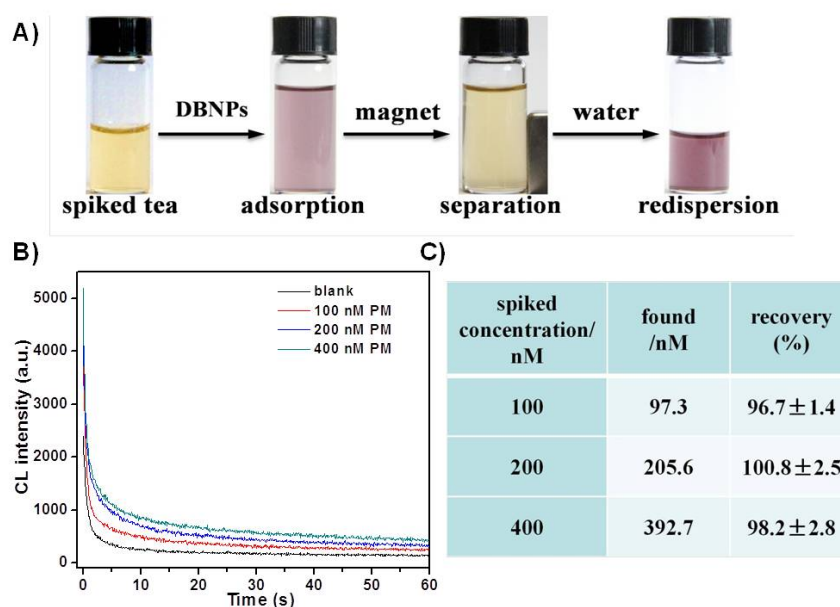 A)
DBNPs
magnet
water
spiked tea
adsorption
separation
redispersion
B)
CL intensity (a.u.)
5000
4000
3000
2000
1000
0
blank
100 nM PM
200 nM PM
400 nM PM
0 10 20 30 40 50 60
Time (s)
C)
spiked
concentration/
nM
found
/nM
recovery
(%)
100 97.3 96.7±1.4
200 205.6 100.8±2.5
400 392.7 98.2±2.8